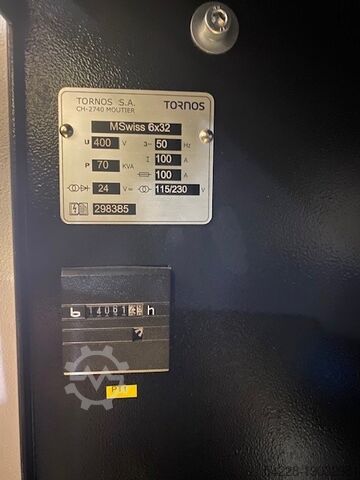 TORNOS S.A.
CH-2740 MOUTIER
TORNOS
MSwiss 6x32
U 400 V 3~ 50 Hz
I 100 A
P 70 KVA 100 A
24 V 115/230 V
298385
h
P11